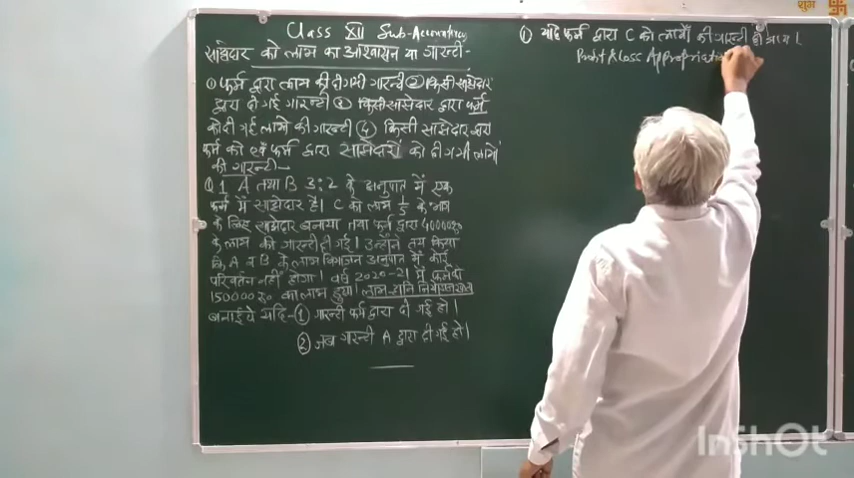 Class XII Sub-Accountancy
साझेदार को लाभ का आश्वासन या गारन्टी-
① फर्म द्वारा लाभ की दी गयी गारन्टी ② किसी साझेदार
द्वारा दी गई गारन्टी ③ किसी साझेदार द्वारा फर्म
को दी गई लाभ की गारन्टी ④ किसी साझेदार द्वारा
फर्म को एवं फर्म द्वारा साझेदारों को दी गयी लाभों
की गारन्टी-
Q.1 A तथा B 3:2 के अनुपात में एक
फर्म में साझेदार हैं। C को लाभ 1/5 के भाग
के लिए साझेदार बनाया तथा फर्म द्वारा 40000रु०
के लाभ की गारन्टी दी गई। उन्होंने तय किया
कि A व B के लाभ विभाजन अनुपात में कोई
परिवर्तन नहीं होगा। वर्ष 2020-21 में फर्म को
150000रु० का लाभ हुआ। लाभ-हानि नियोजन खाता
बनाइये यदि- ① गारन्टी फर्म द्वारा दी गई हो।
② जब गारन्टी A द्वारा दी गई हो।
① यदि फर्म द्वारा C को लाभों की गारन्टी दी जाय।
Profit & Loss Appropriatio
शुभ
InShOt